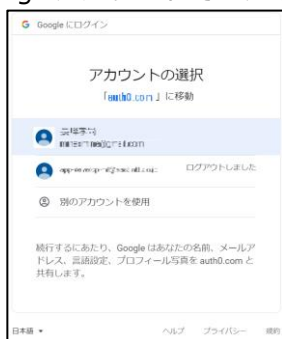 Google にログイン
アカウントの選択
「auth0.com」に移動
ログアウトしました
別のアカウントを使用
続行するにあたり、Google はあなたの名前、メールア
ドレス、言語設定、プロフィール写真を auth0.com と
共有します。
日本語
ヘルプ プライバシー 規約